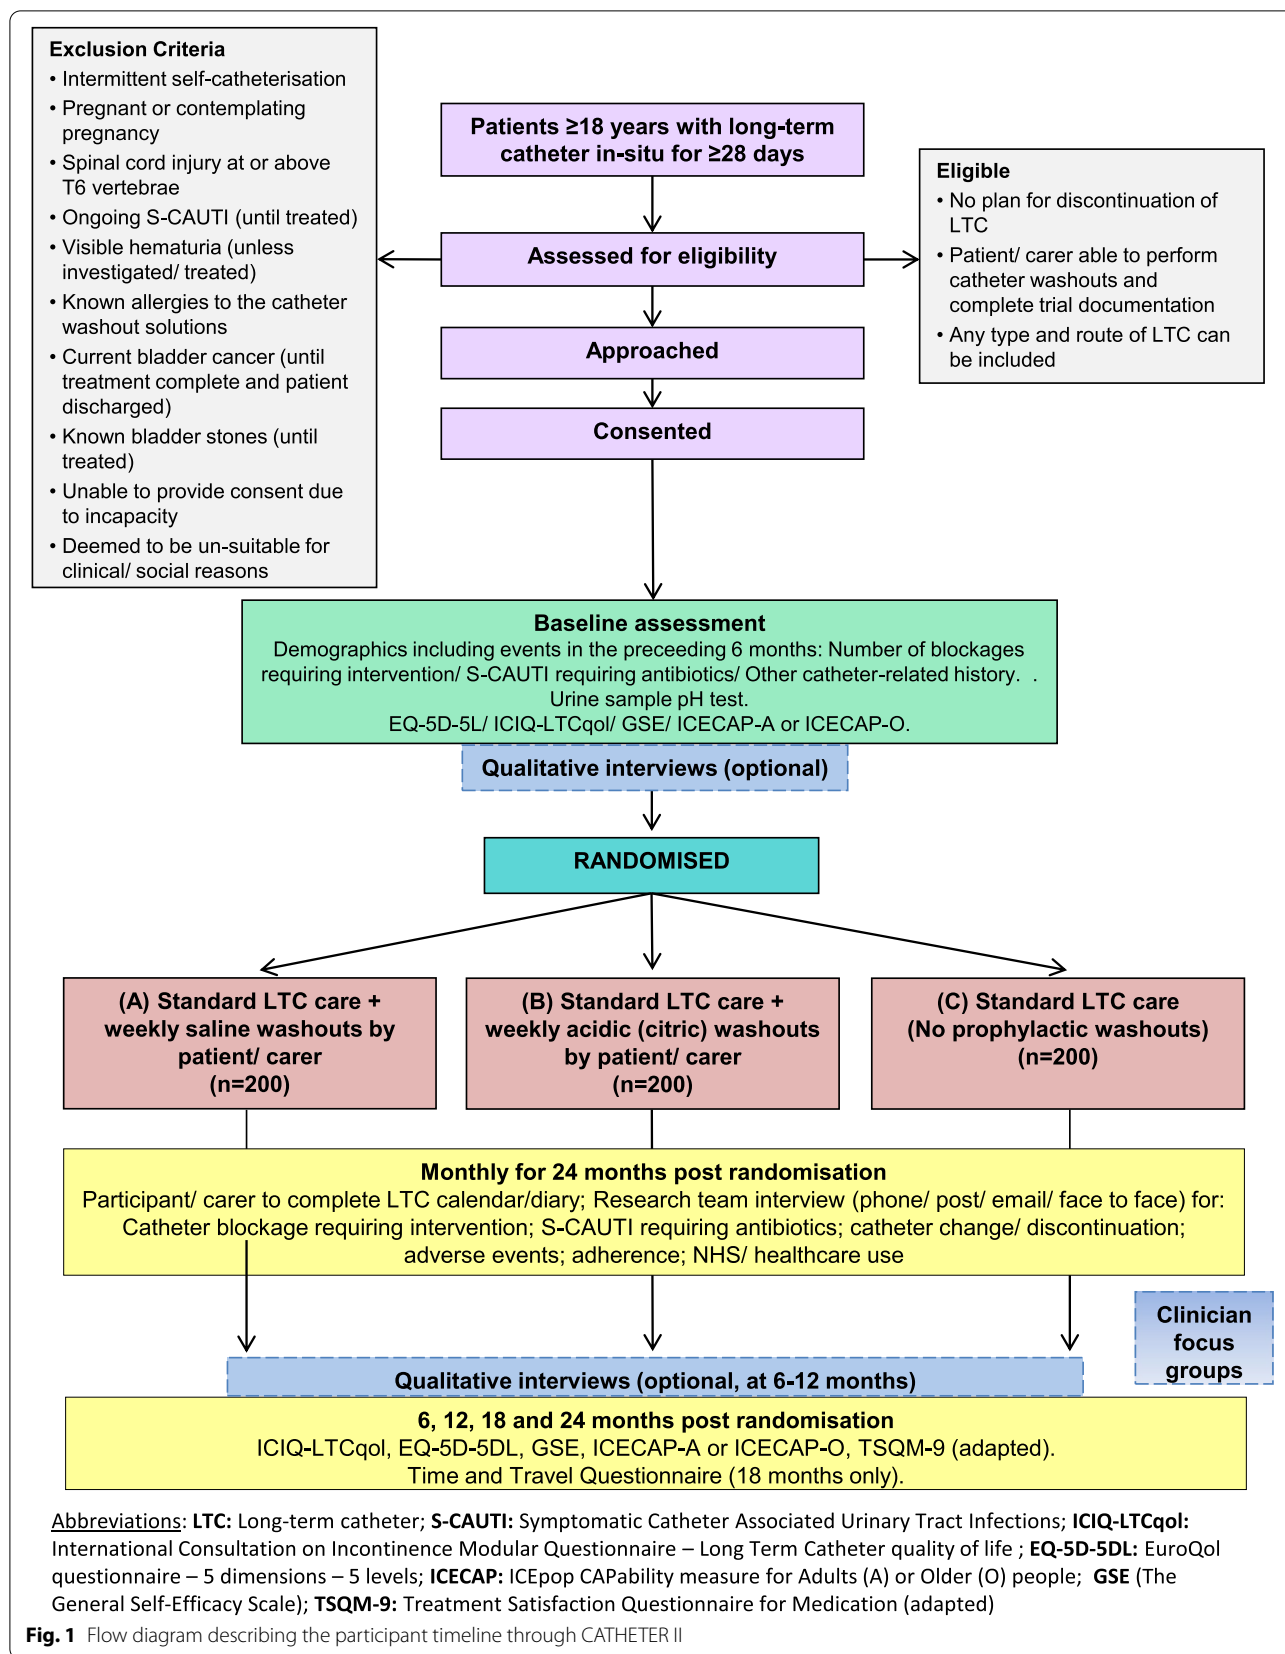 Exclusion Criteria
• Intermittent self-catheterisation
• Pregnant or contemplating
pregnancy
• Spinal cord injury at or above
T6 vertebrae
• Ongoing S-CAUTI (until treated)
• Visible hematuria (unless
investigated/ treated)
• Known allergies to the catheter
washout solutions
• Current bladder cancer (until
treatment complete and patient
discharged)
• Known bladder stones (until
treated)
• Unable to provide consent due
to incapacity
• Deemed to be un-suitable for
clinical/ social reasons
Patients ≥18 years with long-term
catheter in-situ for ≥28 days
Assessed for eligibility
Eligible
• No plan for discontinuation of
LTC
• Patient/ carer able to perform
catheter washouts and
complete trial documentation
• Any type and route of LTC can
be included
Approached
Consented
Baseline assessment
Demographics including events in the preceeding 6 months: Number of blockages
requiring intervention/ S-CAUTI requiring antibiotics/ Other catheter-related history. .
Urine sample pH test.
EQ-5D-5L/ ICIQ-LTCqol/ GSE/ ICECAP-A or ICECAP-O.
Qualitative interviews (optional)
RANDOMISED
(A) Standard LTC care +
weekly saline washouts by
patient/ carer
(n=200)
(B) Standard LTC care +
weekly acidic (citric) washouts
by patient/ carer
(n=200)
(C) Standard LTC care
(No prophylactic washouts)
(n=200)
Monthly for 24 months post randomisation
Participant/ carer to complete LTC calendar/diary; Research team interview (phone/ post/ email/ face to face) for:
Catheter blockage requiring intervention; S-CAUTI requiring antibiotics; catheter change/ discontinuation;
adverse events; adherence; NHS/ healthcare use
Clinician
focus
groups
Qualitative interviews (optional, at 6-12 months)
6, 12, 18 and 24 months post randomisation
ICIQ-LTCqol, EQ-5D-5DL, GSE, ICECAP-A or ICECAP-O, TSQM-9 (adapted).
Time and Travel Questionnaire (18 months only).
Abbreviations: LTC: Long-term catheter; S-CAUTI: Symptomatic Catheter Associated Urinary Tract Infections; ICIQ-LTCqol:
International Consultation on Incontinence Modular Questionnaire – Long Term Catheter quality of life ; EQ-5D-5DL: EuroQol
questionnaire – 5 dimensions – 5 levels; ICECAP: ICEpop CAPability measure for Adults (A) or Older (O) people; GSE (The
General Self-Efficacy Scale); TSQM-9: Treatment Satisfaction Questionnaire for Medication (adapted)
Fig. 1 Flow diagram describing the participant timeline through CATHETER II